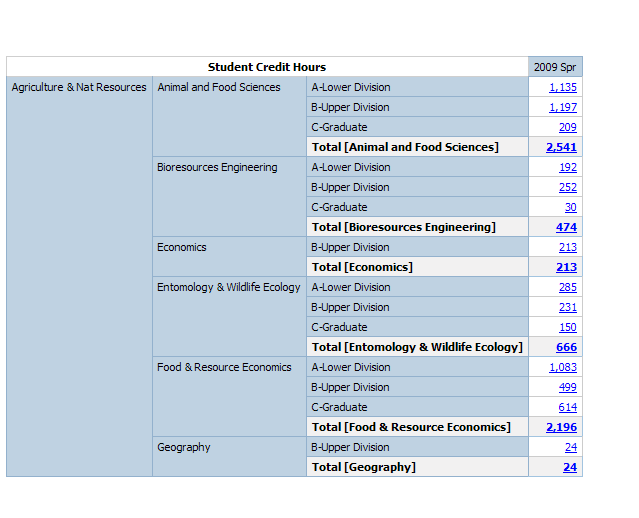 Student Credit Hours 2009 Spr
Agriculture & Nat Resources Animal and Food Sciences A-Lower Division 1,135
B-Upper Division 1,197
C-Graduate 209
Total [Animal and Food Sciences] 2,541
Bioresources Engineering A-Lower Division 192
B-Upper Division 252
C-Graduate 30
Total [Bioresources Engineering] 474
Economics B-Upper Division 213
Total [Economics] 213
Entomology & Wildlife Ecology A-Lower Division 285
B-Upper Division 231
C-Graduate 150
Total [Entomology & Wildlife Ecology] 666
Food & Resource Economics A-Lower Division 1,083
B-Upper Division 499
C-Graduate 614
Total [Food & Resource Economics] 2,196
Geography B-Upper Division 24
Total [Geography] 24